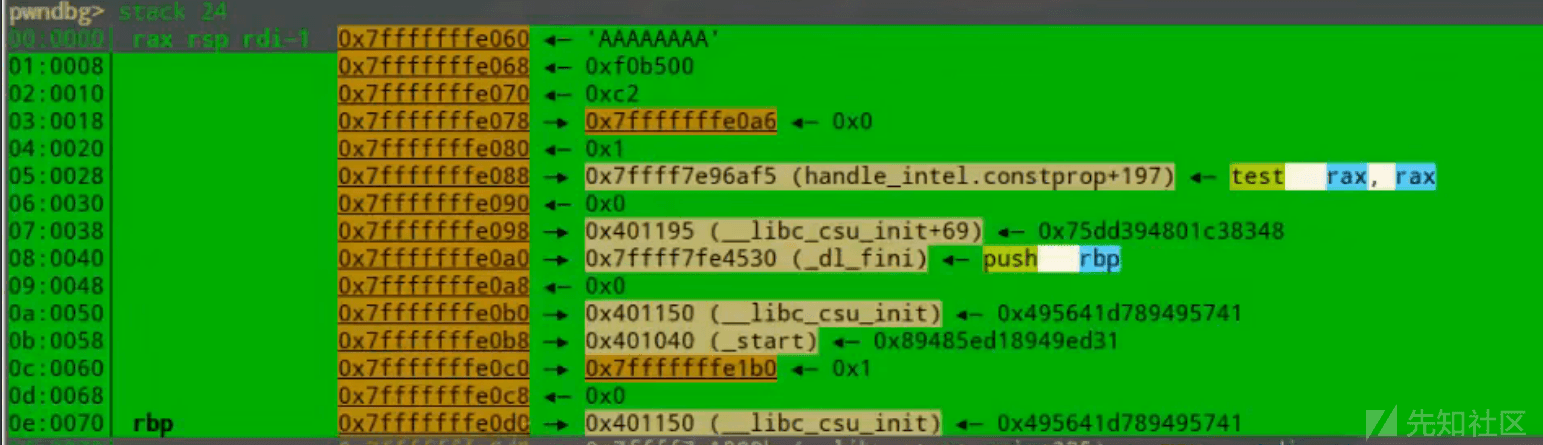 pwndbg> stack 24
00:0000│ rax rsp rdi-1 0x7fffffffe060 ◂— 'AAAAAAAA'
01:0008│ 0x7fffffffe068 ◂— 0xf0b500
02:0010│ 0x7fffffffe070 ◂— 0xc2
03:0018│ 0x7fffffffe078 —▸ 0x7fffffffe0a6 ◂— 0x0
04:0020│ 0x7fffffffe080 ◂— 0x1
05:0028│ 0x7fffffffe088 —▸ 0x7ffff7e96af5 (handle_intel.constprop+197) ◂— test rax, rax
06:0030│ 0x7fffffffe090 ◂— 0x0
07:0038│ 0x7fffffffe098 —▸ 0x401195 (__libc_csu_init+69) ◂— 0x75dd394801c38348
08:0040│ 0x7fffffffe0a0 —▸ 0x7ffff7fe4530 (_dl_fini) ◂— push rbp
09:0048│ 0x7fffffffe0a8 ◂— 0x0
0a:0050│ 0x7fffffffe0b0 —▸ 0x401150 (__libc_csu_init) ◂— 0x495641d789495741
0b:0058│ 0x7fffffffe0b8 —▸ 0x401040 (_start) ◂— 0x89485ed18949ed31
0c:0060│ 0x7fffffffe0c0 —▸ 0x7fffffffe1b0 ◂— 0x1
0d:0068│ 0x7fffffffe0c8 ◂— 0x0
0e:0070│ rbp 0x7fffffffe0d0 —▸ 0x401150 (__libc_csu_init) ◂— 0x495641d789495741
先知社区